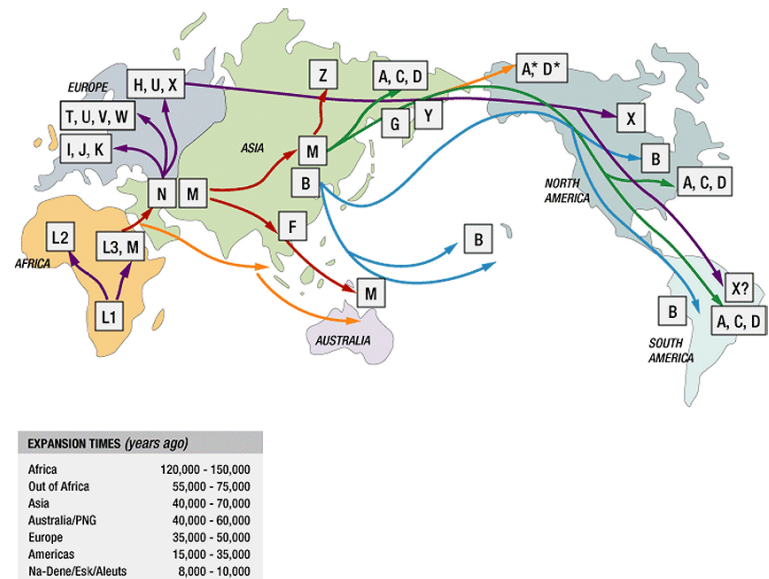 Z
A, C, D
A,* D*
EUROPE
H, U, X
T, U, V, W
G
Y
X
I, J, K
ASIA
M
B
B
N
M
NORTH
AMERICA
A, C, D
L2
L3, M
F
B
AFRICA
M
X?
L1
B
A, C, D
AUSTRALIA
SOUTH
AMERICA
EXPANSION TIMES (years ago)
Africa 120,000 - 150,000
Out of Africa 55,000 - 75,000
Asia 40,000 - 70,000
Australia/PNG 40,000 - 60,000
Europe 35,000 - 50,000
Americas 15,000 - 35,000
Na-Dene/Esk/Aleuts 8,000 - 10,000